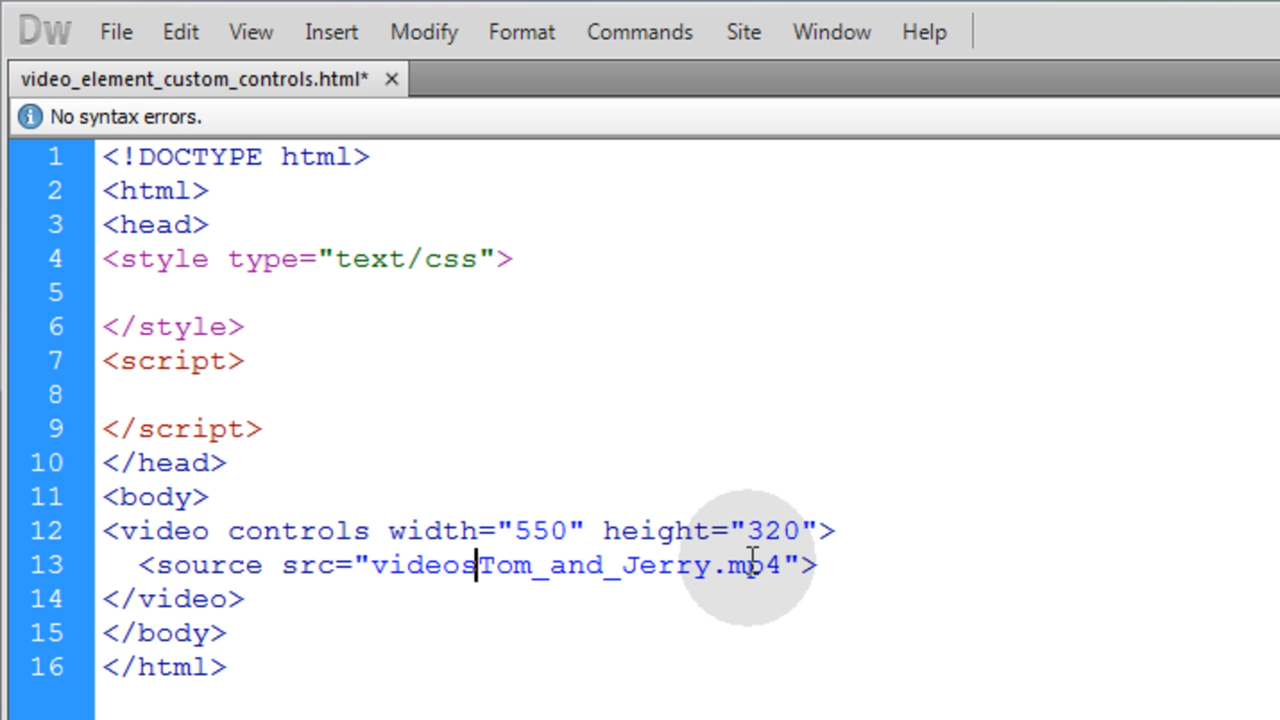 Dw File Edit View Insert Modify Format Commands Site Window Help
video_element_custom_controls.html* ×
No syntax errors.
1 <!DOCTYPE html>
2 <html>
3 <head>
4 <style type="text/css">
5
6 </style>
7 <script>
8
9 </script>
10 </head>
11 <body>
12 <video controls width="550" height="320">
13 <source src="videosTom_and_Jerry.mp4">
14 </video>
15 </body>
16 </html>